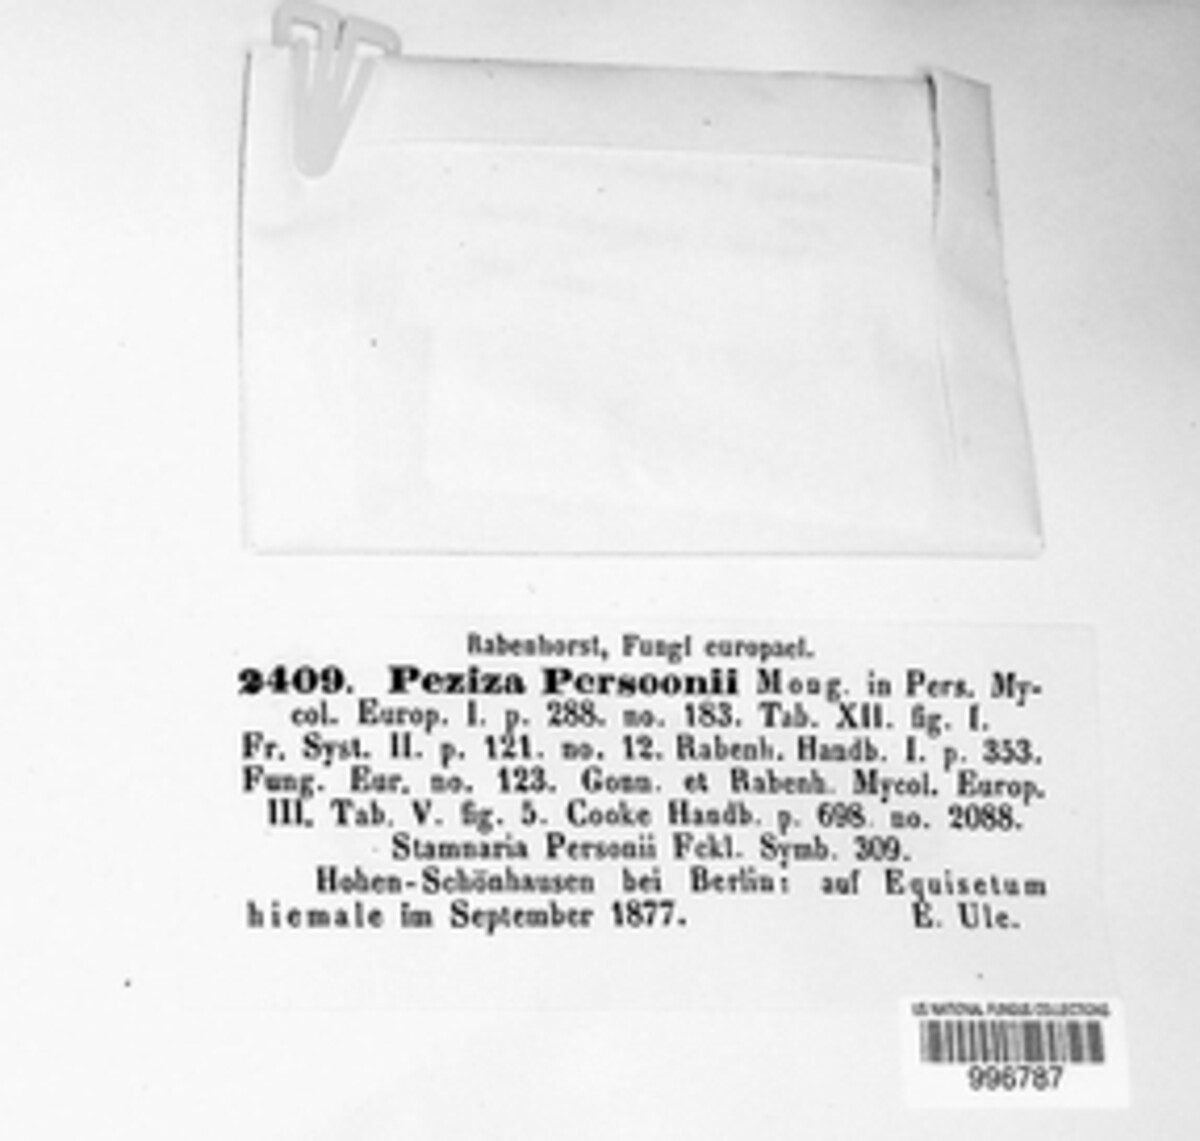 Rabenhorst, Fungi europaei.
2409. Peziza Persoonii Moug. in Pers. My-
col. Europ. I. p. 288. no. 183. Tab. XII. fig. I.
Fr. Syst. II. p. 121. no. 12. Rabenh. Handb. I. p. 353.
Fung. Eur. no. 123. Gonn. et Rabenh. Mycol. Europ.
III. Tab. V. fig. 5. Cooke Handb. p. 698. no. 2088.
Stamnaria Personii Fckl. Symb. 309.
Hohen-Schönhausen bei Berlin; auf Equisetum
hiemale im September 1877. E. Ule.
US NATIONAL FUNGUS COLLECTIONS
996787